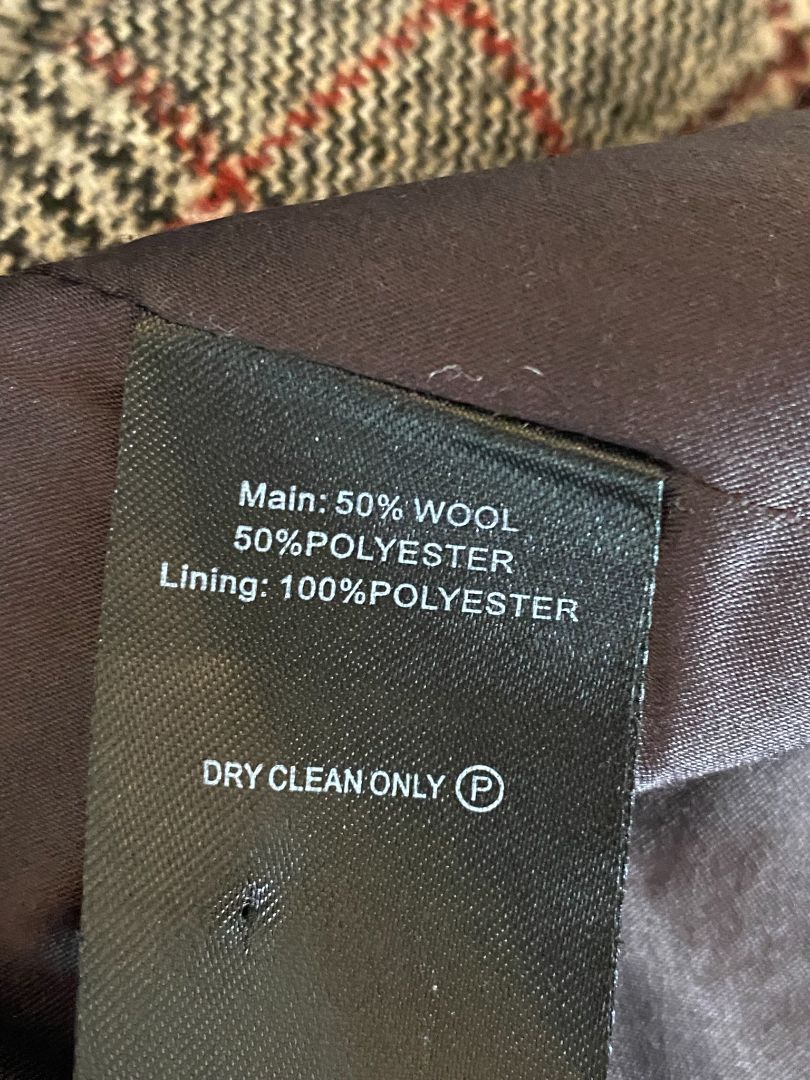 Main: 50% WOOL
50%POLYESTER
Lining: 100%POLYESTER
DRY CLEAN ONLY Ⓟ